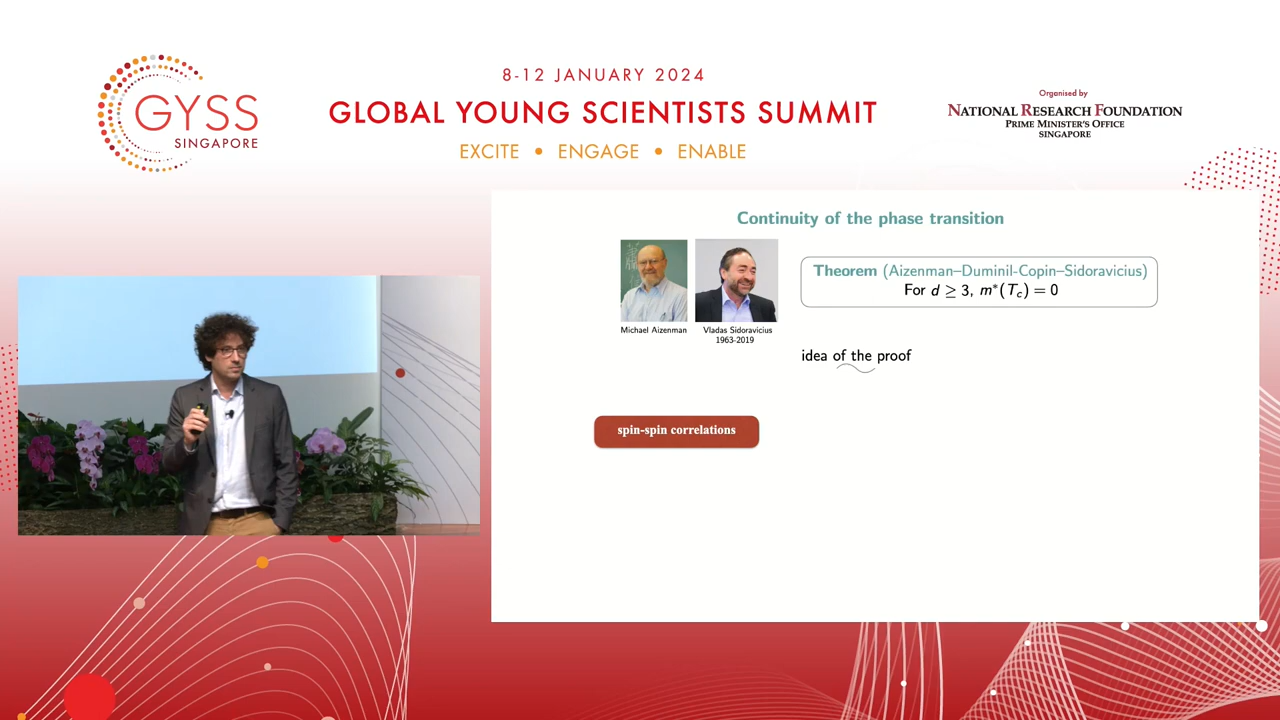 GYSS
SINGAPORE
8-12 JANUARY 2024
GLOBAL YOUNG SCIENTISTS SUMMIT
EXCITE • ENGAGE • ENABLE
Organised by
NATIONAL RESEARCH FOUNDATION
PRIME MINISTER'S OFFICE
SINGAPORE
Continuity of the phase transition
Michael Aizenman
Vladas Sidoravicius
1963-2019
Theorem (Aizenman–Duminil-Copin–Sidoravicius)
For d ≥ 3, m*(T_c) = 0
idea of the proof
spin-spin correlations